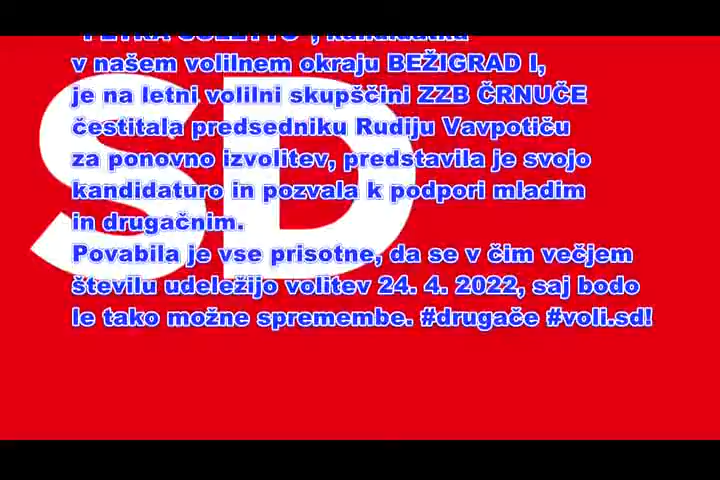 kandidatka
v našem volilnem okraju BEŽIGRAD I,
je na letni volilni skupščini ZZB ČRNUČE
čestitala predsedniku Rudiju Vavpotiču
za ponovno izvolitev, predstavila je svojo
kandidaturo in pozvala k podpori mladim
in drugačnim.
Povabila je vse prisotne, da se v čim večjem
številu udeležijo volitev 24. 4. 2022, saj bodo
le tako možne spremembe. #drugače #voli.sd!
SD